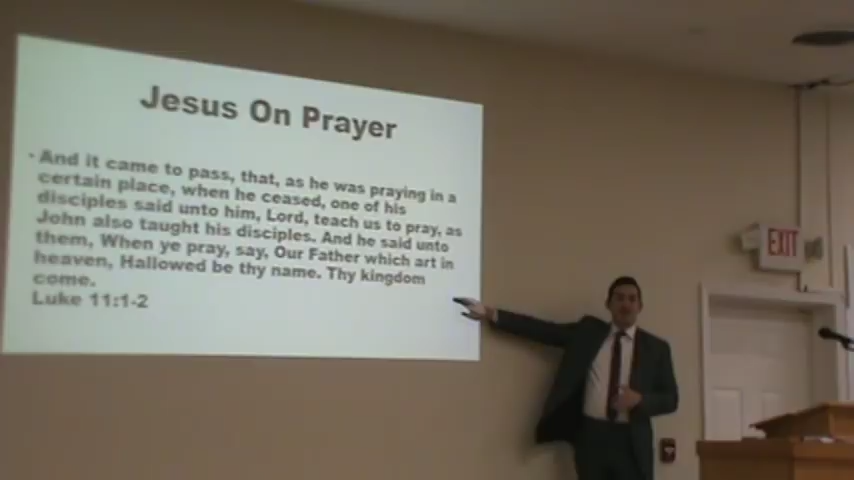 Jesus On Prayer
• And it came to pass, that, as he was praying in a
certain place, when he ceased, one of his
disciples said unto him, Lord, teach us to pray, as
John also taught his disciples. And he said unto
them, When ye pray, say, Our Father which art in
heaven, Hallowed be thy name. Thy kingdom
come.
Luke 11:1-2
EXIT